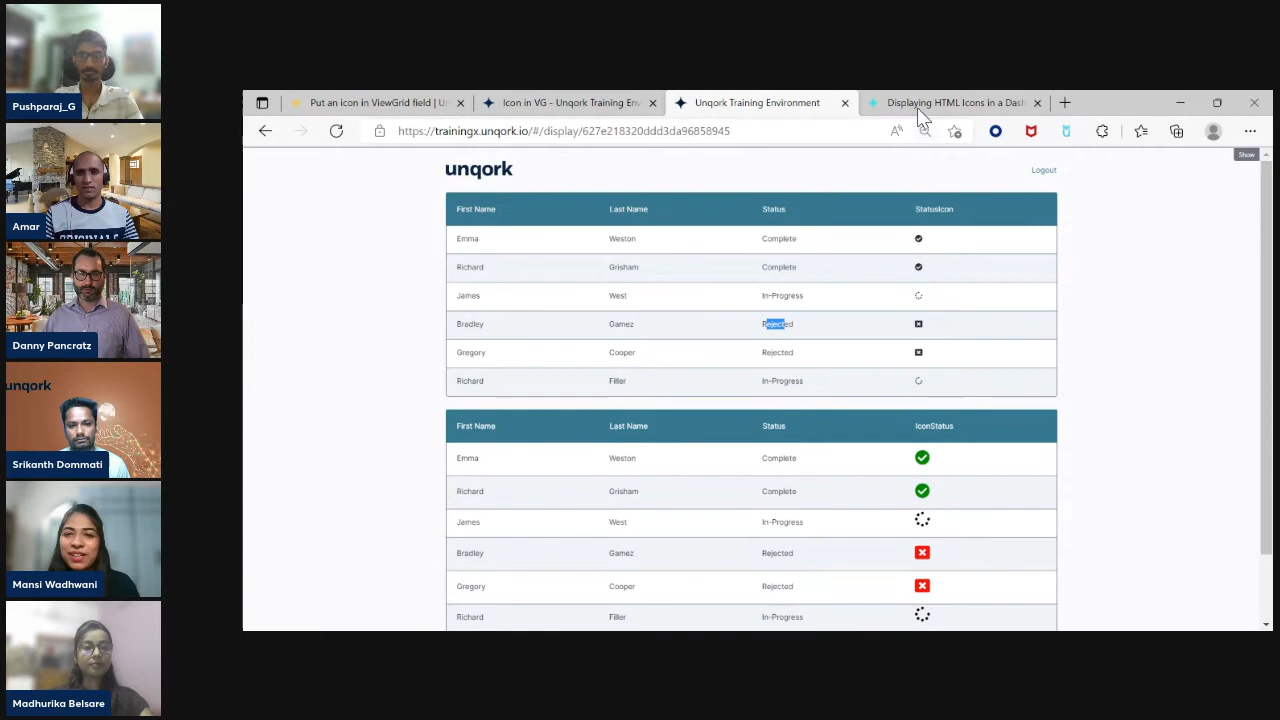 Pushparaj_G
Amar
ORIGINALS
Danny Pancratz
unqork
Srikanth Dommati
Mansi Wadhwani
Madhurika Belsare
Put an icon in ViewGrid field | Un
Icon in VG - Unqork Training Env
Unqork Training Environment
Displaying HTML Icons in a Dash
https://trainingx.unqork.io/#/display/627e218320ddd3da96858945
Show
unqork
Logout
First Name Last Name Status StatusIcon
Emma Weston Complete
Richard Grisham Complete
James West In-Progress
Bradley Gamez Rejected
Gregory Cooper Rejected
Richard Filler In-Progress
First Name Last Name Status IconStatus
Emma Weston Complete
Richard Grisham Complete
James West In-Progress
Bradley Gamez Rejected
Gregory Cooper Rejected
Richard Filler In-Progress